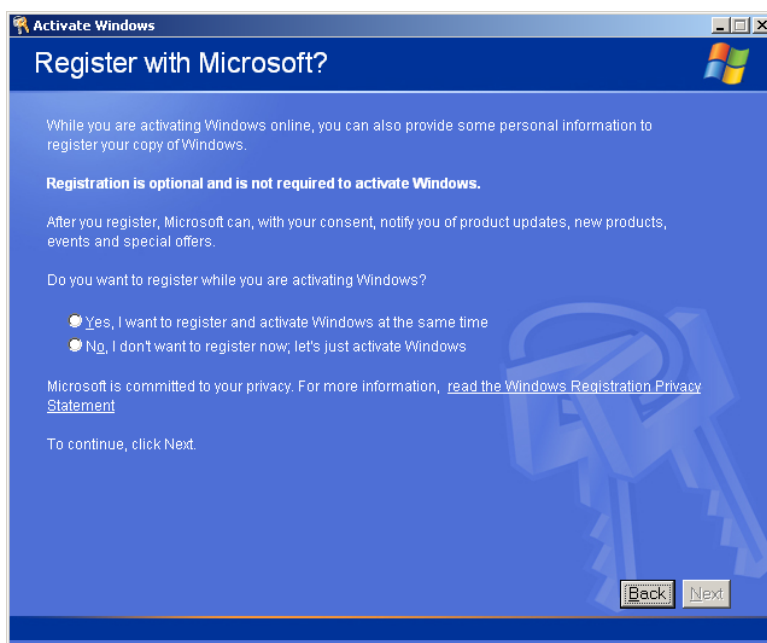 Activate Windows
Register with Microsoft?
While you are activating Windows online, you can also provide some personal information to
register your copy of Windows.
Registration is optional and is not required to activate Windows.
After you register, Microsoft can, with your consent, notify you of product updates, new products,
events and special offers.
Do you want to register while you are activating Windows?
Yes, I want to register and activate Windows at the same time
No, I don't want to register now; let's just activate Windows
Microsoft is committed to your privacy. For more information, read the Windows Registration Privacy
Statement
To continue, click Next.
Back Next